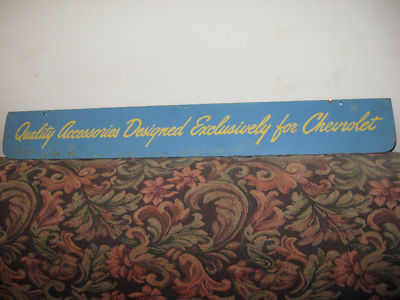 Quality Accessories Designed Exclusively for Chevrolet